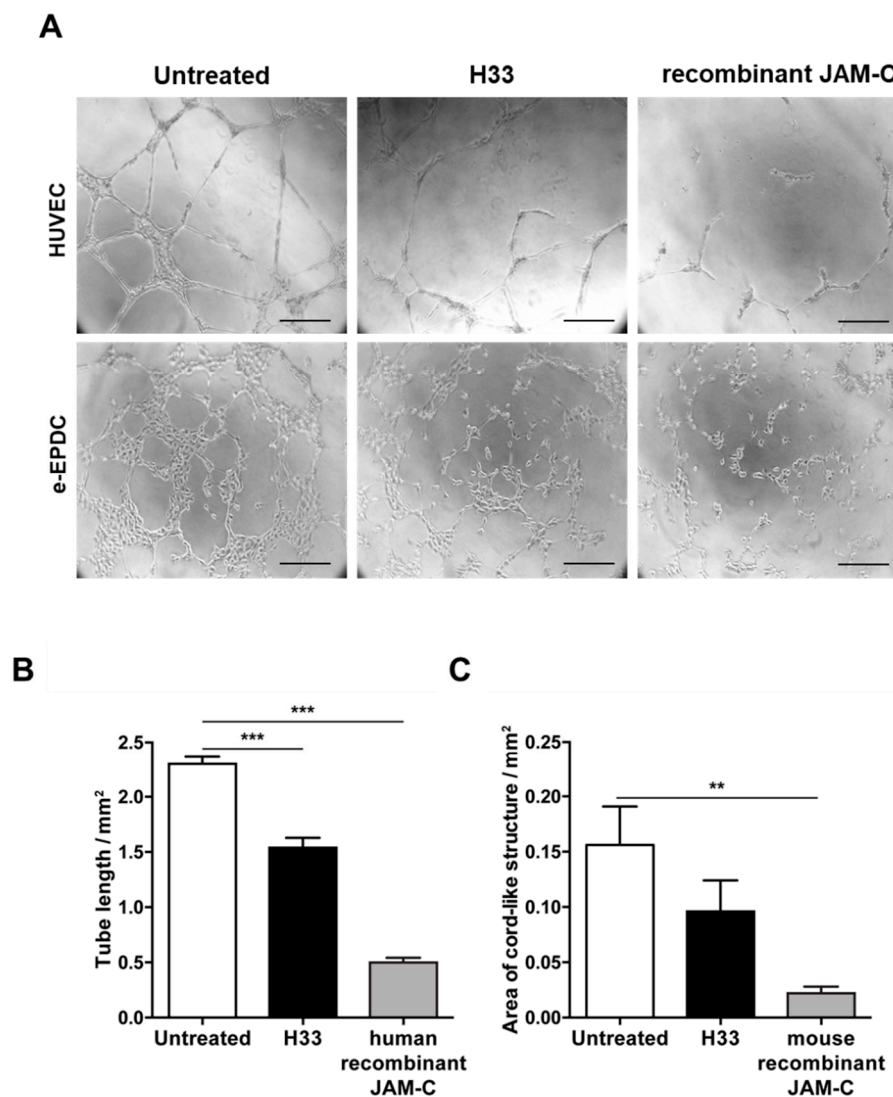 A
Untreated
H33
recombinant JAM-C
HUVEC
e-EPDC
B
***
***
Tube length / mm²
2.5
2.0
1.5
1.0
0.5
0.0
Untreated
H33
human
recombinant
JAM-C
C
**
Area of cord-like structure / mm²
0.25
0.20
0.15
0.10
0.05
0.00
Untreated
H33
mouse
recombinant
JAM-C